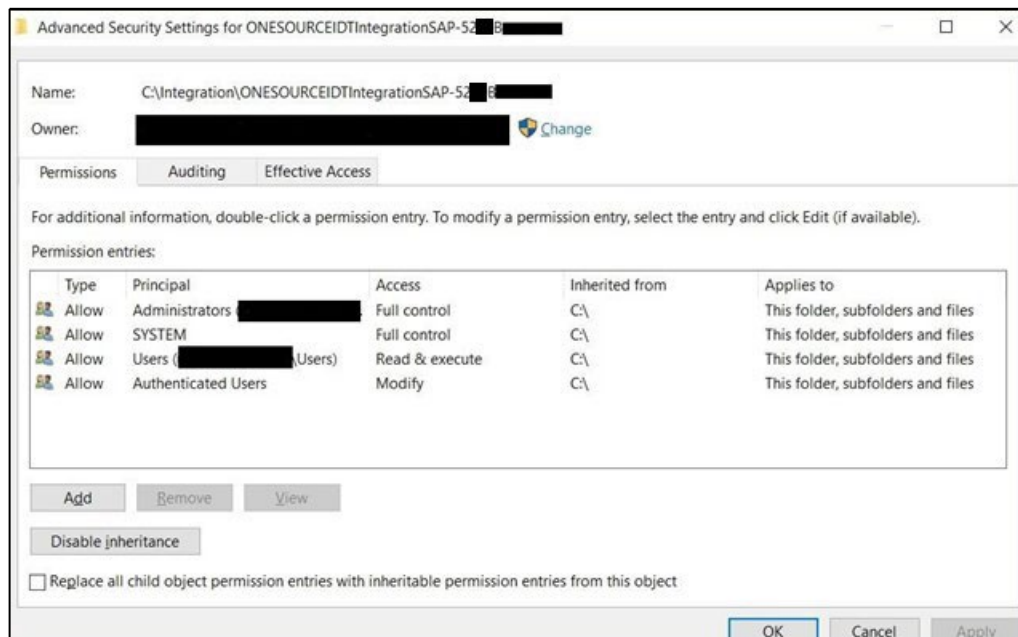 Advanced Security Settings for ONESOURCEIDTIntegrationSAP-52 B
Name: C:\Integration\ONESOURCEIDTIntegrationSAP-52 B
Owner: Change
Permissions Auditing Effective Access
For additional information, double-click a permission entry. To modify a permission entry, select the entry and click Edit (if available).
Permission entries:
Type Principal Access Inherited from Applies to
Allow Administrators ( Full control C:\ This folder, subfolders and files
Allow SYSTEM Full control C:\ This folder, subfolders and files
Allow Users ( \Users) Read & execute C:\ This folder, subfolders and files
Allow Authenticated Users Modify C:\ This folder, subfolders and files
Add Remove View
Disable inheritance
Replace all child object permission entries with inheritable permission entries from this object
OK Cancel Apply